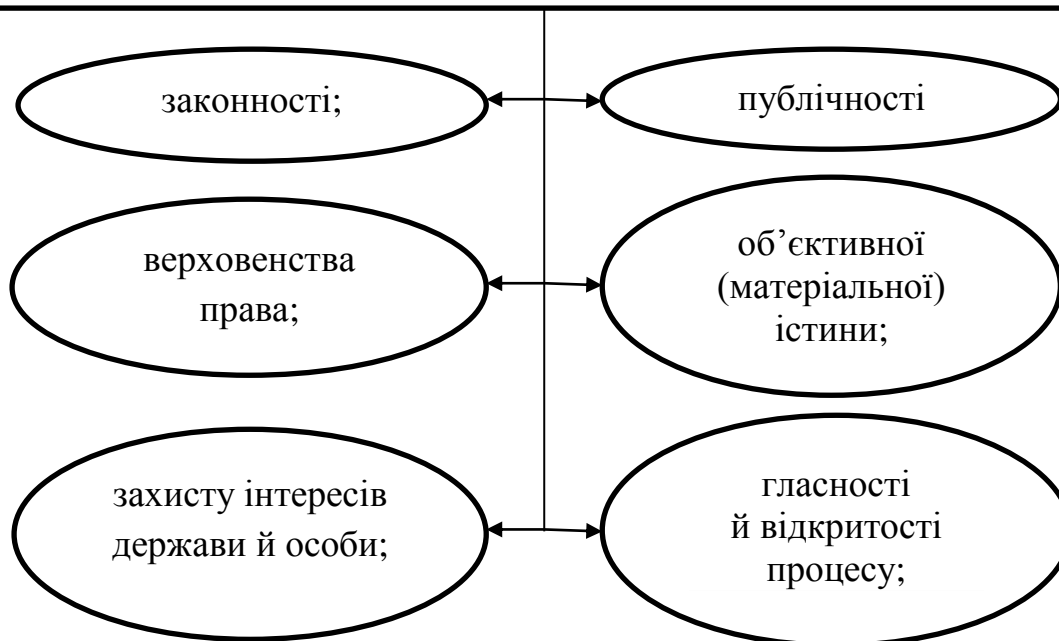 законності;
публічності
верховенства
права;
об’єктивної
(матеріальної)
істини;
захисту інтересів
держави й особи;
гласності
й відкритості
процесу;